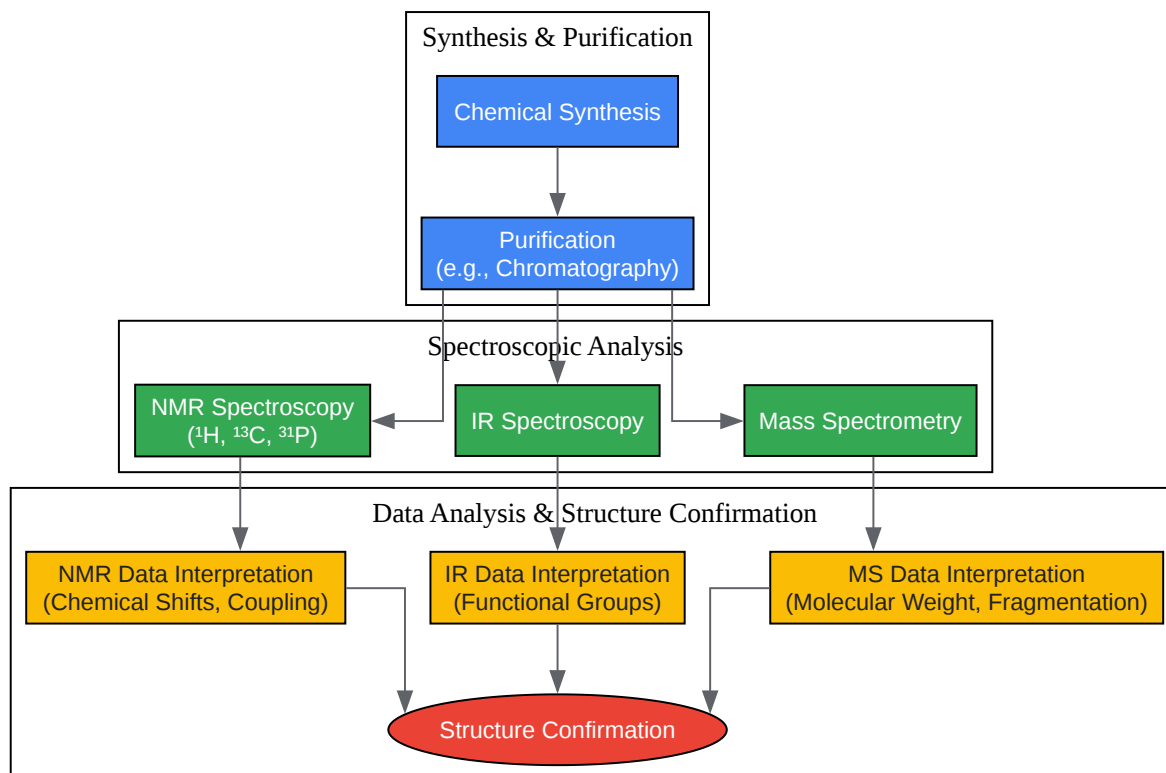 Synthesis & Purification
Chemical Synthesis
Purification
(e.g., Chromatography)
Spectroscopic Analysis
NMR Spectroscopy
(¹H, ¹³C, ³¹P)
IR Spectroscopy
Mass Spectrometry
Data Analysis & Structure Confirmation
NMR Data Interpretation
(Chemical Shifts, Coupling)
IR Data Interpretation
(Functional Groups)
MS Data Interpretation
(Molecular Weight, Fragmentation)
Structure Confirmation